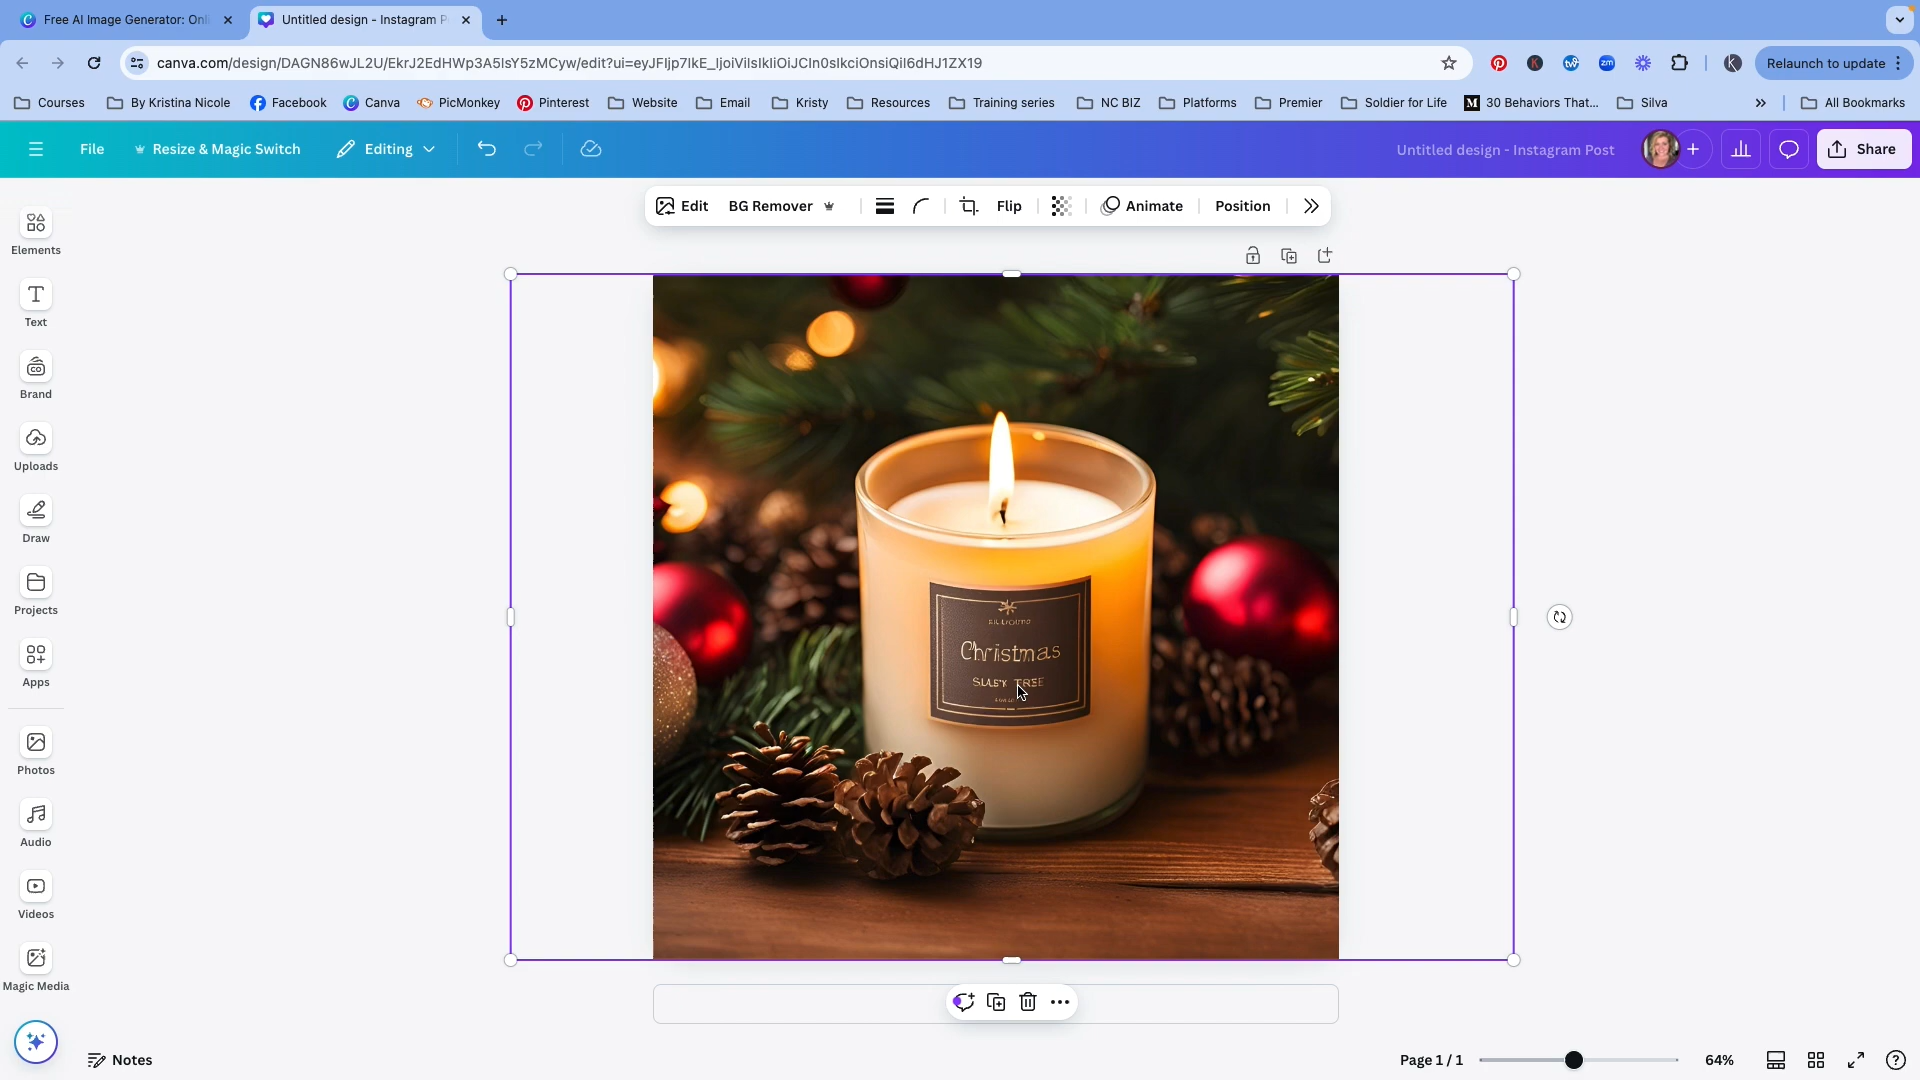 Free AI Image Generator: Onli
Untitled design - Instagram P
canva.com/design/DAGN86wJL2U/EkrJ2EdHWp3A5lsY5zMCyw/edit?ui=eyJFIjp7IkE_IjoiVilsIkliOiJCIn0sIkciOnsiQil6dHJ1ZX19
Relaunch to update
Courses
By Kristina Nicole
Facebook
Canva
PicMonkey
Pinterest
Website
Email
Kristy
Resources
Training series
NC BIZ
Platforms
Premier
Soldier for Life
30 Behaviors That...
Silva
All Bookmarks
File
Resize & Magic Switch
Editing
Untitled design - Instagram Post
Share
Edit
BG Remover
Flip
Animate
Position
Elements
Text
Brand
Uploads
Draw
Projects
Apps
Photos
Audio
Videos
Magic Media
Christmas
TREE
Notes
Page 1 / 1
64%